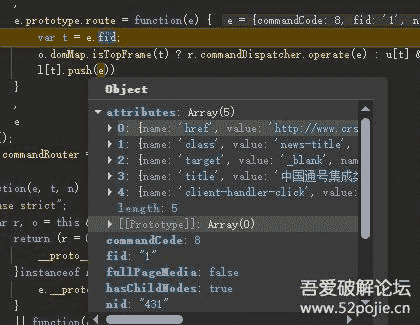 ,
e.prototype.route = function(e) { e = {commandCode: 8, fid: '1', n
var t = e.fid;
o.domMap.isTopFrame(t) ? r.commandDispatcher.operate(e) : u[t] &
l[t].push(e))
}
,
e
();
commandRouter =
nction(e, t, n)
use strict";
ar r, o = this &
return (r = O
__proto_
}instanceof A
e.__proto
}
|| function(
Object
attributes: Array(5)
0: {name: 'href', value: 'http://www.crs
1: {name: 'class', value: 'news-title',
2: {name: 'target', value: '_blank', nam
3: {name: 'title', value: '中国通号集成
4: {name: 'client-handler-click', value:
length: 5
[[Prototype]]: Array(0)
commandCode: 8
fid: "1"
fullPageMedia: false
hasChildNodes: true
nid: "431"
吾爱破解论坛
www.52pojie.cn